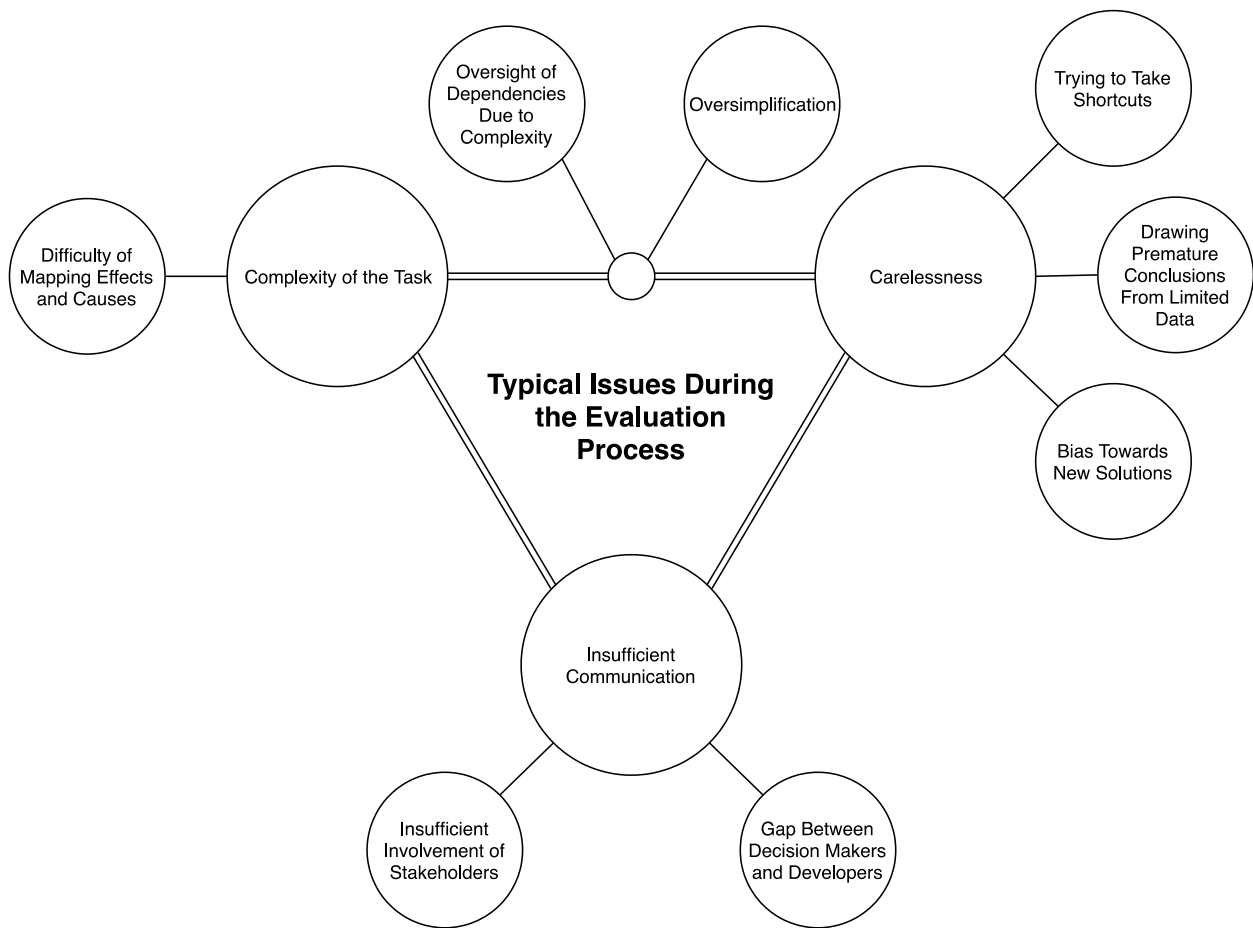 Oversight of
Dependencies
Due to
Complexity
Oversimplification
Trying to Take
Shortcuts
Difficulty of
Mapping Effects
and Causes
Complexity of the Task
Carelessness
Drawing
Premature
Conclusions
From Limited
Data
Typical Issues During
the Evaluation
Process
Bias Towards
New Solutions
Insufficient
Communication
Insufficient
Involvement of
Stakeholders
Gap Between
Decision Makers
and Developers